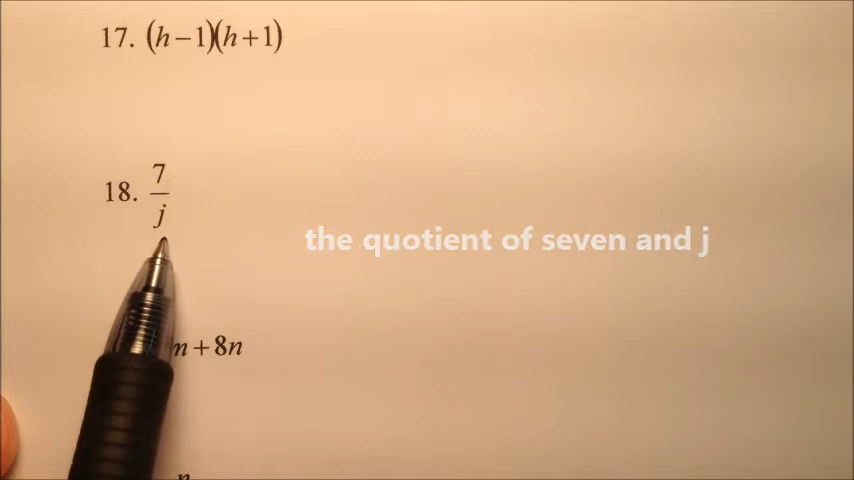 17. (h−1)(h+1)
18. 7/j
the quotient of seven and j
m + 8n
n